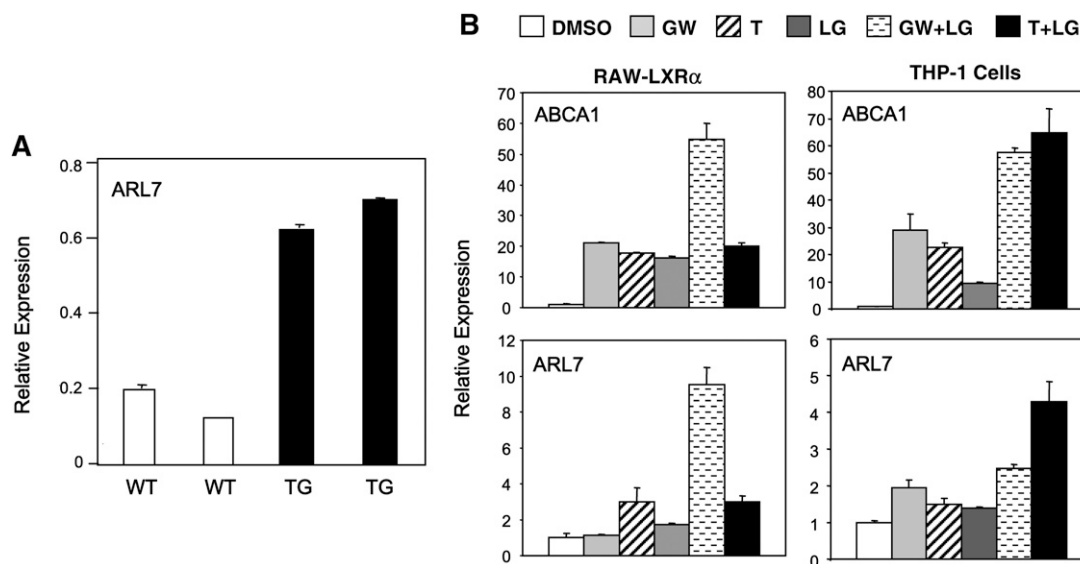 A
Relative Expression
0.8
0.6
0.4
0.2
0
ARL7
WT WT TG TG
B
DMSO GW T LG GW+LG T+LG
RAW-LXRα
THP-1 Cells
Relative Expression
70
60
50
40
30
20
10
0
ABCA1
80
70
60
50
40
30
20
10
0
ABCA1
12
10
8
6
4
2
0
ARL7
6
5
4
3
2
1
0
ARL7